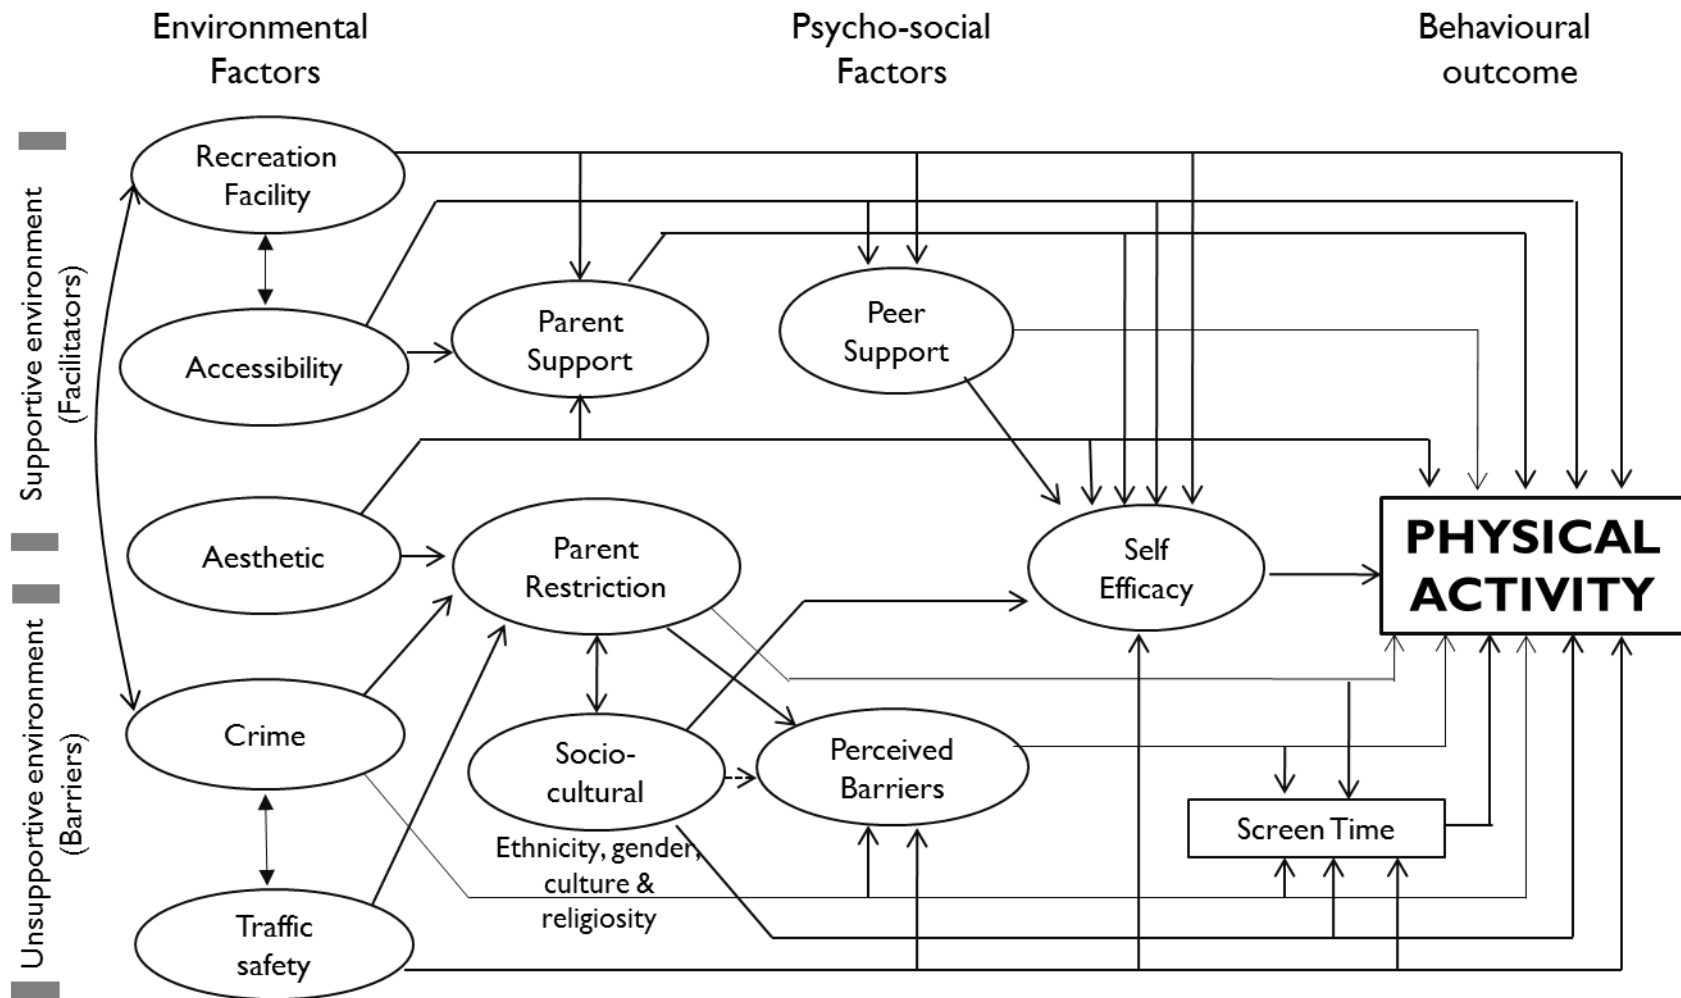 Environmental
Factors
Psycho-social
Factors
Behavioural
outcome
Supportive environment
(Facilitators)
Unsupportive environment
(Barriers)
Recreation
Facility
Accessibility
Aesthetic
Crime
Traffic
safety
Parent
Support
Peer
Support
Parent
Restriction
Self
Efficacy
Socio-
cultural
Ethnicity, gender,
culture &
religiosity
Perceived
Barriers
Screen Time
PHYSICAL
ACTIVITY